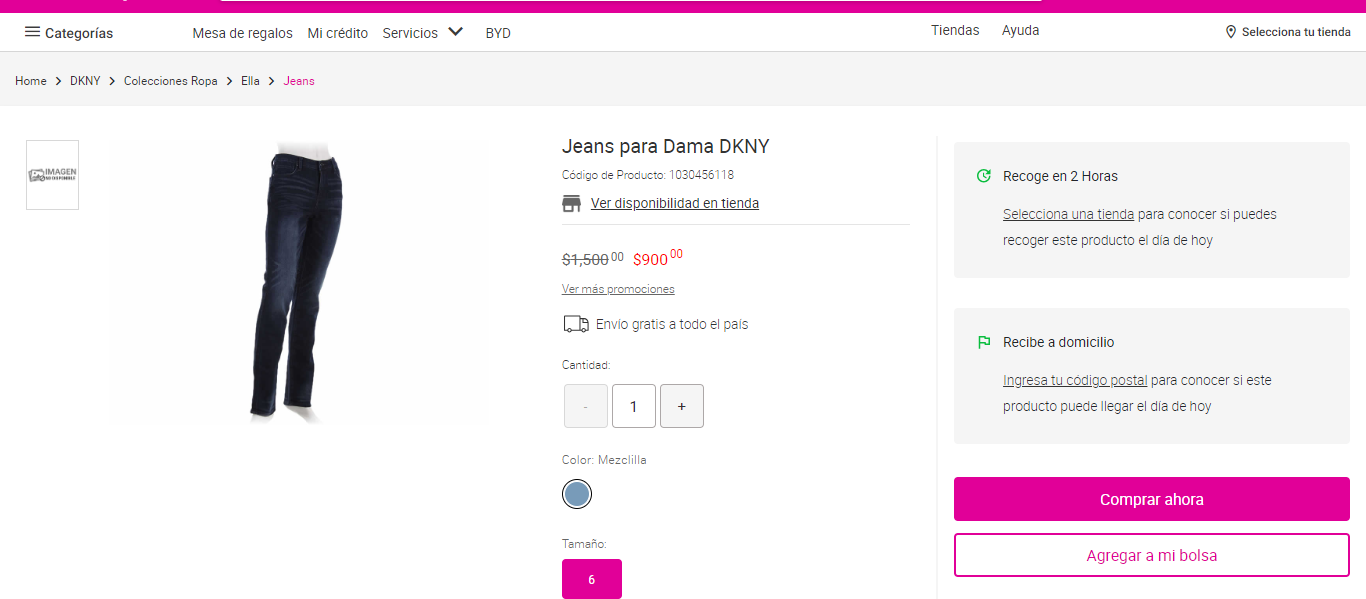 Categorías
Mesa de regalos
Mi crédito
Servicios
BYD
Tiendas
Ayuda
Selecciona tu tienda
Home
DKNY
Colecciones Ropa
Ella
Jeans
IMAGEN
NO DISPONIBLE
Jeans para Dama DKNY
Código de Producto: 1030456118
Ver disponibilidad en tienda
$1,500 00 $900 00
Ver más promociones
Envío gratis a todo el país
Cantidad:
- 1 +
Color: Mezclilla
Tamaño:
6
Recoge en 2 Horas
Selecciona una tienda para conocer si puedes
recoger este producto el día de hoy
Recibe a domicilio
Ingresa tu código postal para conocer si este
producto puede llegar el día de hoy
Comprar ahora
Agregar a mi bolsa